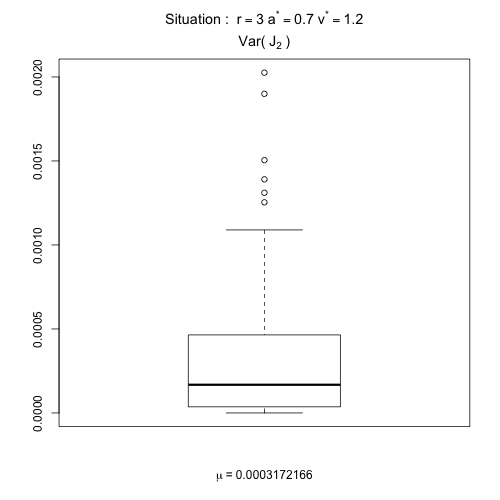 Situation : r = 3 a* = 0.7 v* = 1.2
Var( J₂ )
0.0020
0.0015
0.0010
0.0005
0.0000
μ = 0.0003172166